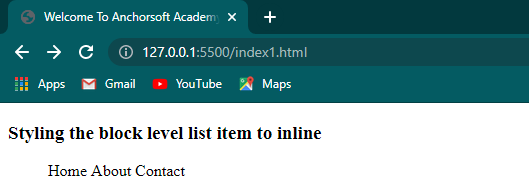 Welcome To Anchorsoft Academy
127.0.0.1:5500/index1.html
Apps Gmail YouTube Maps
Styling the block level list item to inline
Home About Contact